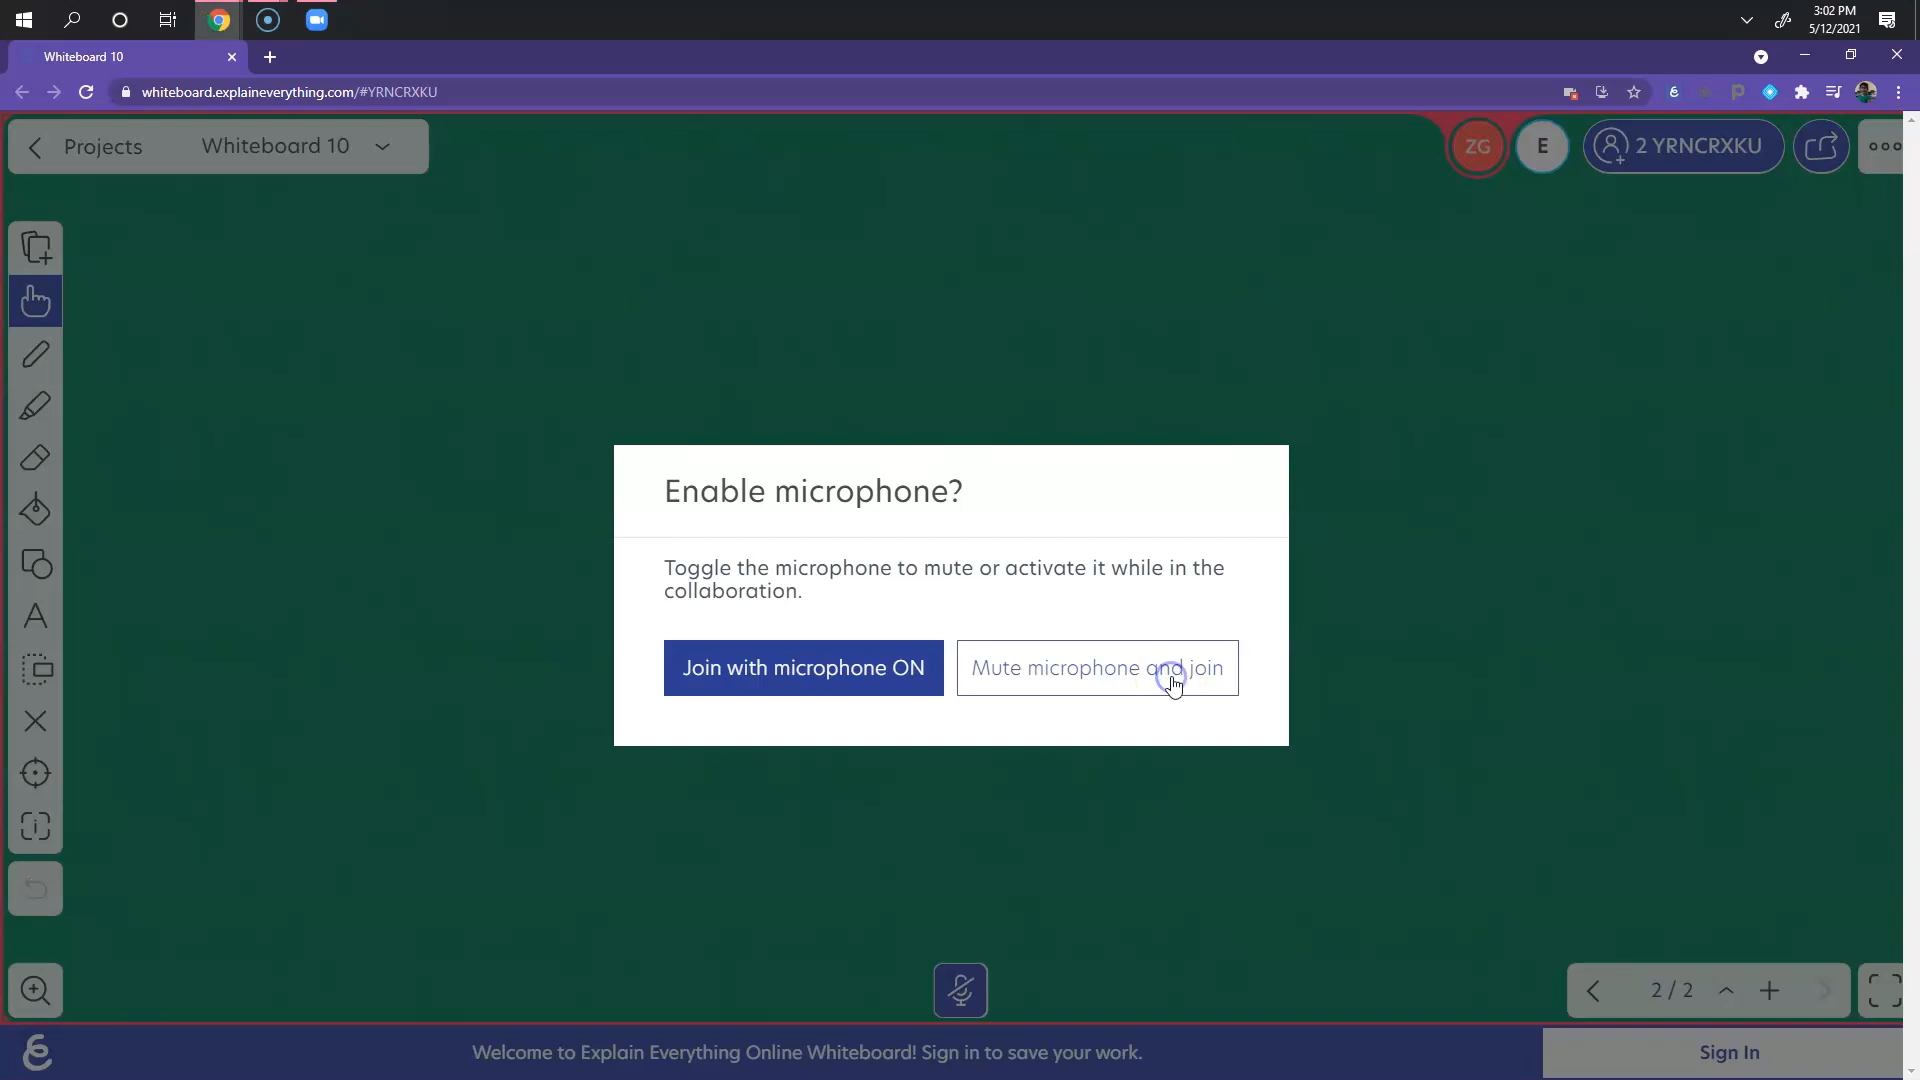 3:02 PM
5/12/2021
Whiteboard 10
whiteboard.explaineverything.com/#YRNCRXKU
Projects
Whiteboard 10
ZG
E
2 YRNCRXKU
Enable microphone?
Toggle the microphone to mute or activate it while in the
collaboration.
Join with microphone ON
Mute microphone and join
A
2 / 2
Welcome to Explain Everything Online Whiteboard! Sign in to save your work.
Sign In